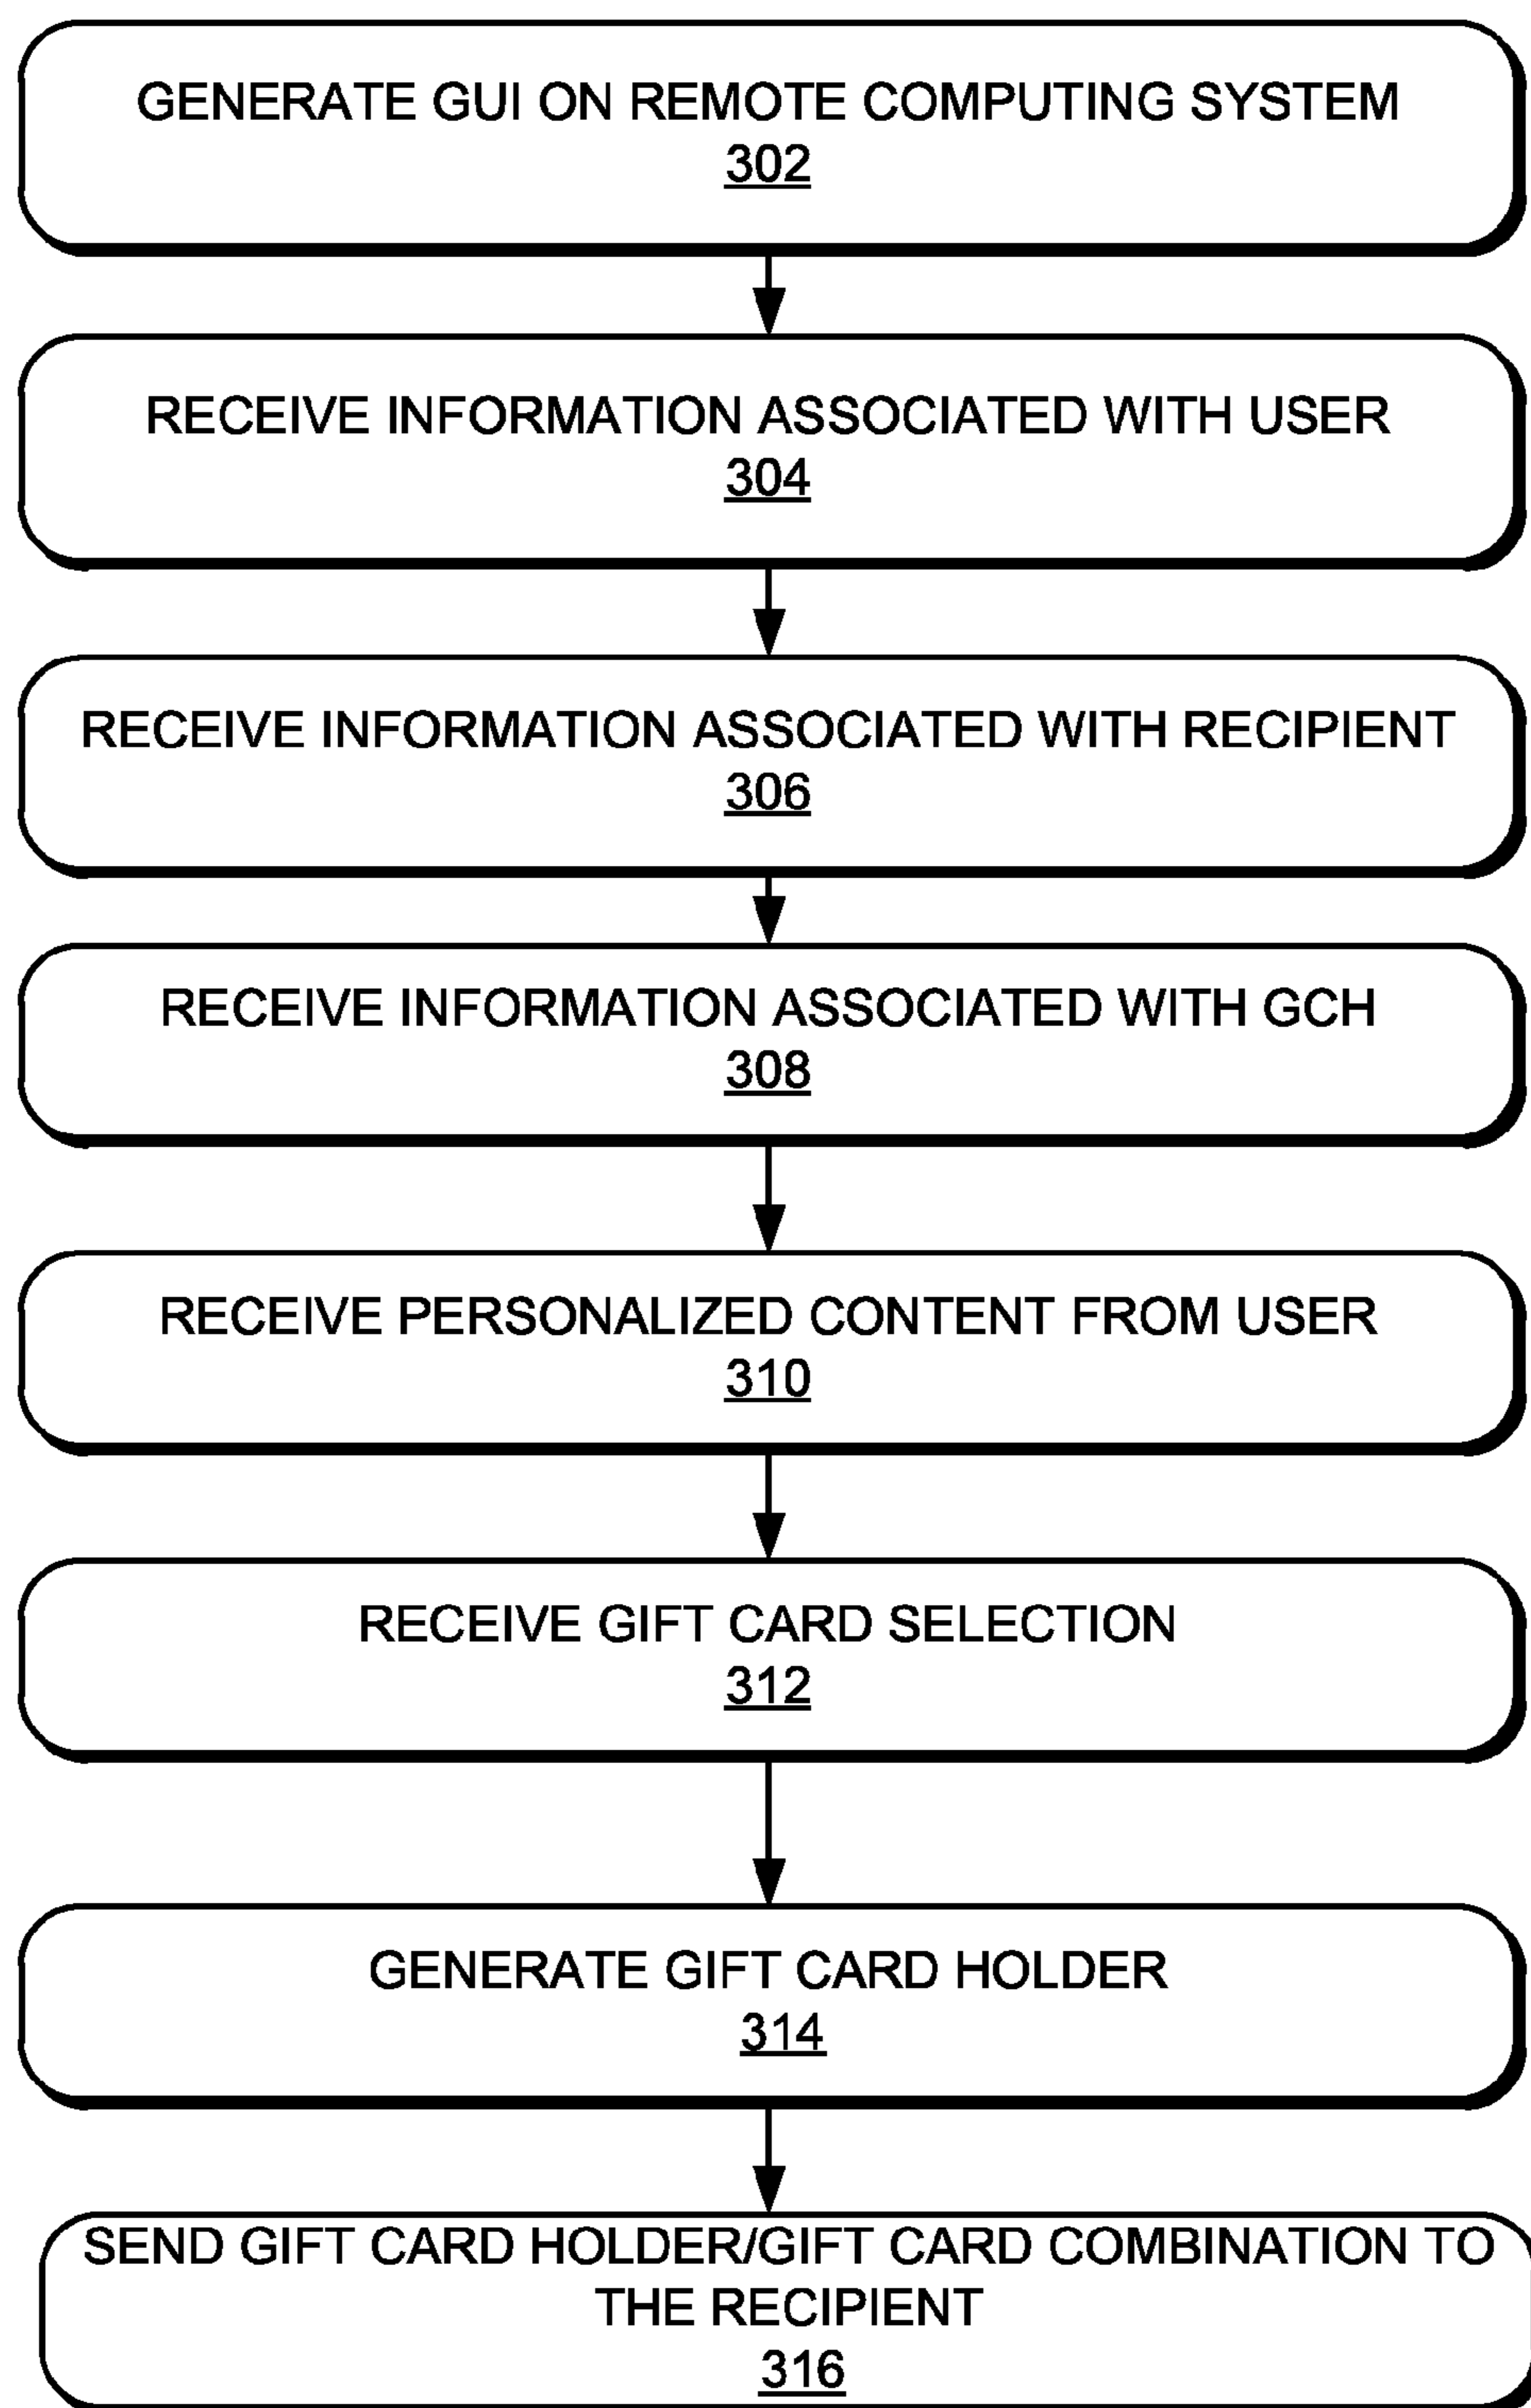 GENERATE GUI ON REMOTE COMPUTING SYSTEM
302
RECEIVE INFORMATION ASSOCIATED WITH USER
304
RECEIVE INFORMATION ASSOCIATED WITH RECIPIENT
306
RECEIVE INFORMATION ASSOCIATED WITH GCH
308
RECEIVE PERSONALIZED CONTENT FROM USER
310
RECEIVE GIFT CARD SELECTION
312
GENERATE GIFT CARD HOLDER
314
SEND GIFT CARD HOLDER/GIFT CARD COMBINATION TO
THE RECIPIENT
316